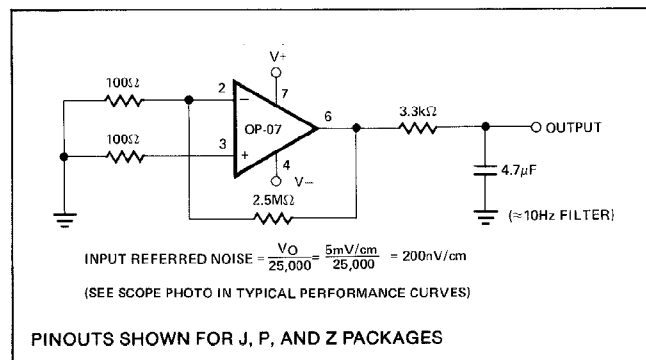 V+
100Ω
2
7
−
6
3.3kΩ
OP-07
OUTPUT
100Ω
3
+
4
4.7µF
V−
2.5MΩ
(≈10Hz FILTER)
INPUT REFERRED NOISE = VO / 25,000 = 5mV/cm / 25,000 = 200nV/cm
(SEE SCOPE PHOTO IN TYPICAL PERFORMANCE CURVES)
PINOUTS SHOWN FOR J, P, AND Z PACKAGES